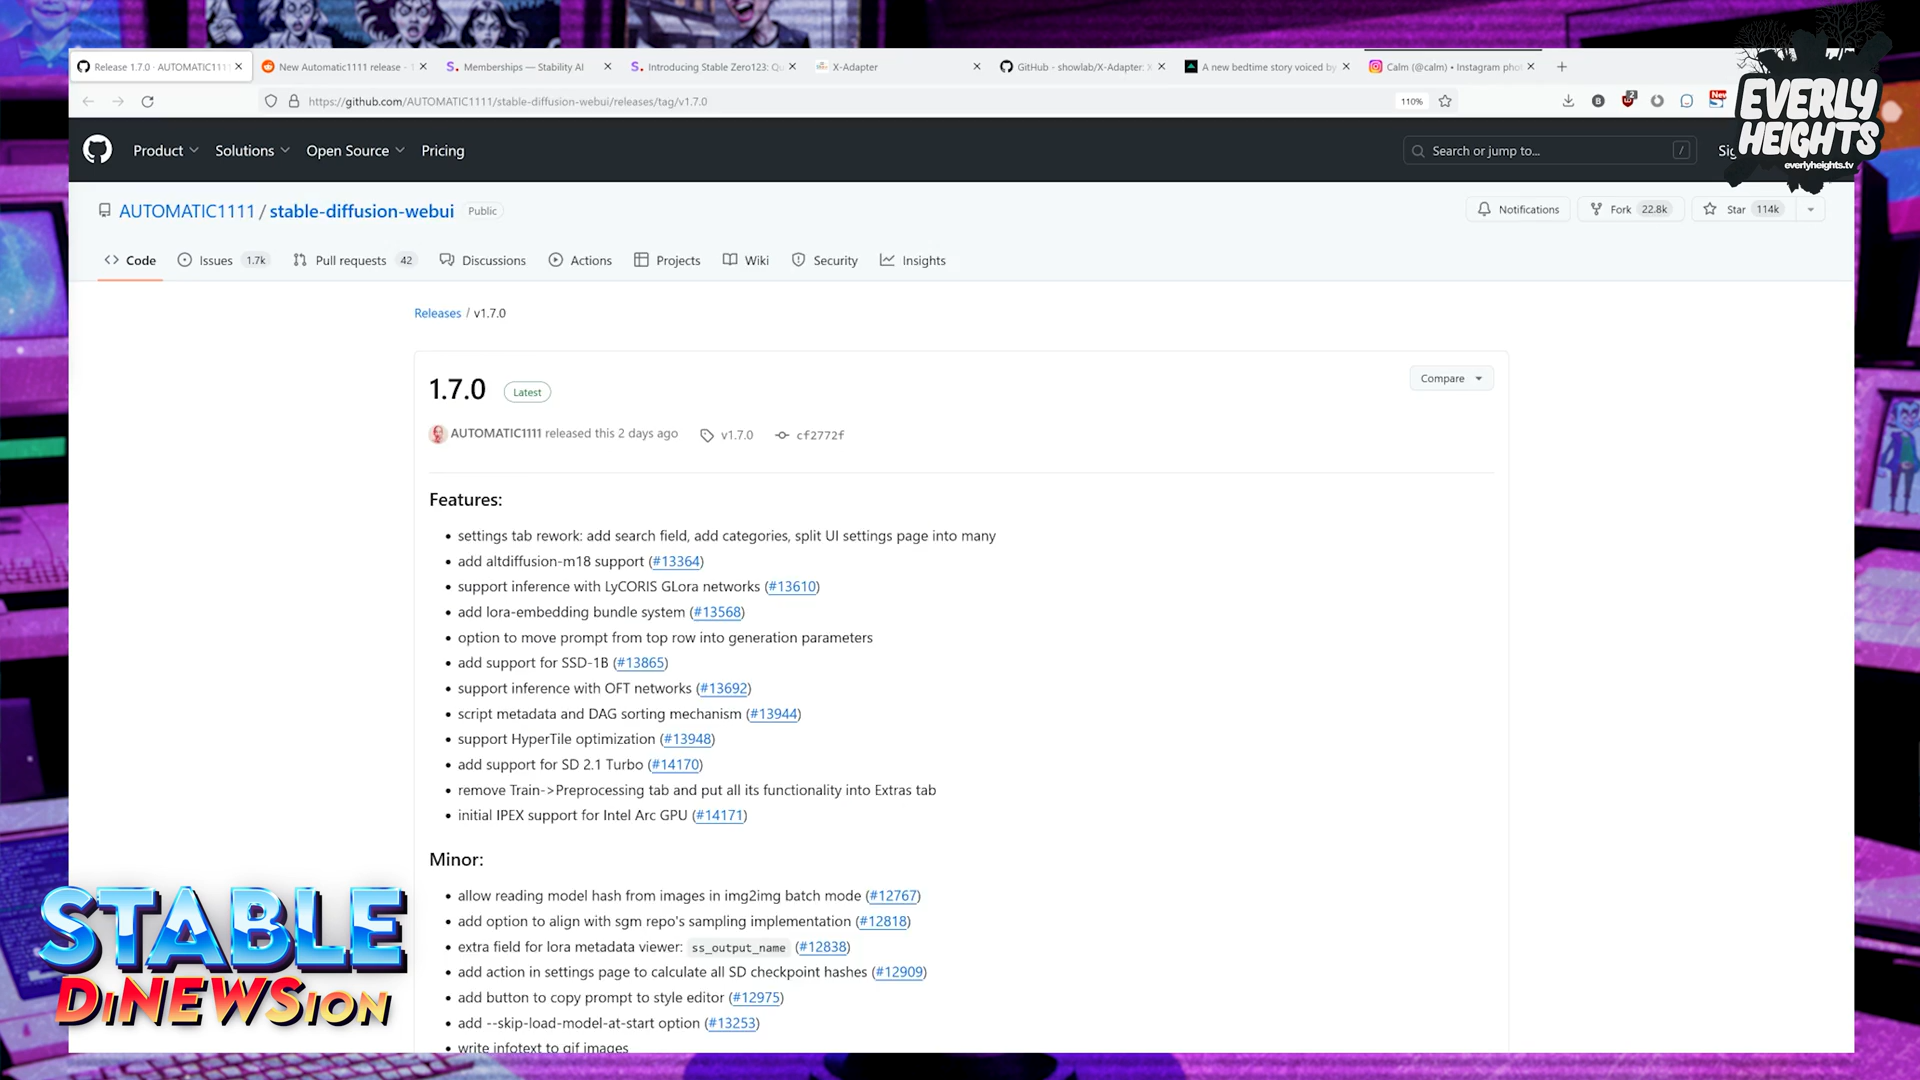 Release 1.7.0 · AUTOMATIC111
New Automatic1111 release -
Memberships — Stability AI
Introducing Stable Zero123: Qu
X-Adapter
GitHub - showlab/X-Adapter: X
A new bedtime story voiced by
Calm (@calm) • Instagram phot
https://github.com/AUTOMATIC1111/stable-diffusion-webui/releases/tag/v1.7.0
110%
2
New
EVERLY
HEIGHTS
everlyheights.tv
Product
Solutions
Open Source
Pricing
Search or jump to...
/
Sig
AUTOMATIC1111 / stable-diffusion-webui
Public
Notifications
Fork 22.8k
Star 114k
Code
Issues 1.7k
Pull requests 42
Discussions
Actions
Projects
Wiki
Security
Insights
Releases / v1.7.0
1.7.0
Latest
Compare
AUTOMATIC1111 released this 2 days ago
v1.7.0
cf2772f
Features:
• settings tab rework: add search field, add categories, split UI settings page into many
• add altdiffusion-m18 support (#13364)
• support inference with LyCORIS GLora networks (#13610)
• add lora-embedding bundle system (#13568)
• option to move prompt from top row into generation parameters
• add support for SSD-1B (#13865)
• support inference with OFT networks (#13692)
• script metadata and DAG sorting mechanism (#13944)
• support HyperTile optimization (#13948)
• add support for SD 2.1 Turbo (#14170)
• remove Train->Preprocessing tab and put all its functionality into Extras tab
• initial IPEX support for Intel Arc GPU (#14171)
Minor:
• allow reading model hash from images in img2img batch mode (#12767)
• add option to align with sgm repo's sampling implementation (#12818)
• extra field for lora metadata viewer: ss_output_name (#12838)
• add action in settings page to calculate all SD checkpoint hashes (#12909)
• add button to copy prompt to style editor (#12975)
• add --skip-load-model-at-start option (#13253)
• write infotext to gif images
STABLE
DiNEWSion